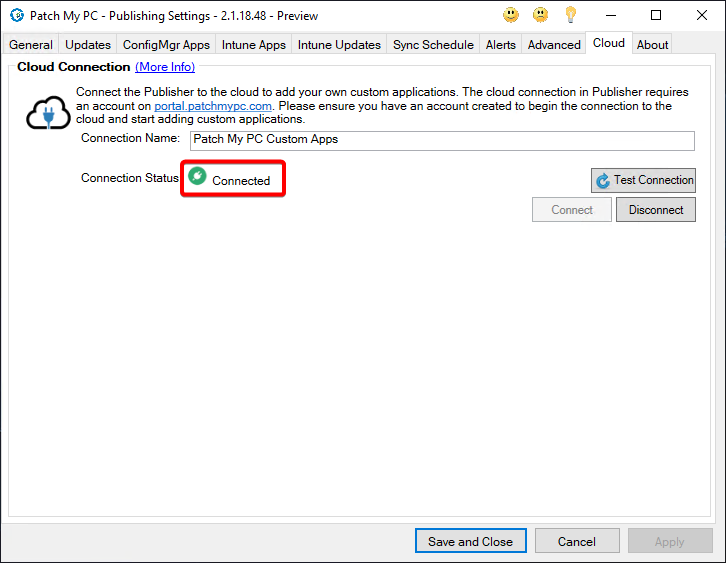 Patch My PC - Publishing Settings - 2.1.18.48 - Preview
General Updates ConfigMgr Apps Intune Apps Intune Updates Sync Schedule Alerts Advanced Cloud About
Cloud Connection (More Info)
Connect the Publisher to the cloud to add your own custom applications. The cloud connection in Publisher requires
an account on portal.patchmypc.com. Please ensure you have an account created to begin the connection to the
cloud and start adding custom applications.
Connection Name: Patch My PC Custom Apps
Connection Status Connected Test Connection
Connect Disconnect
Save and Close Cancel Apply